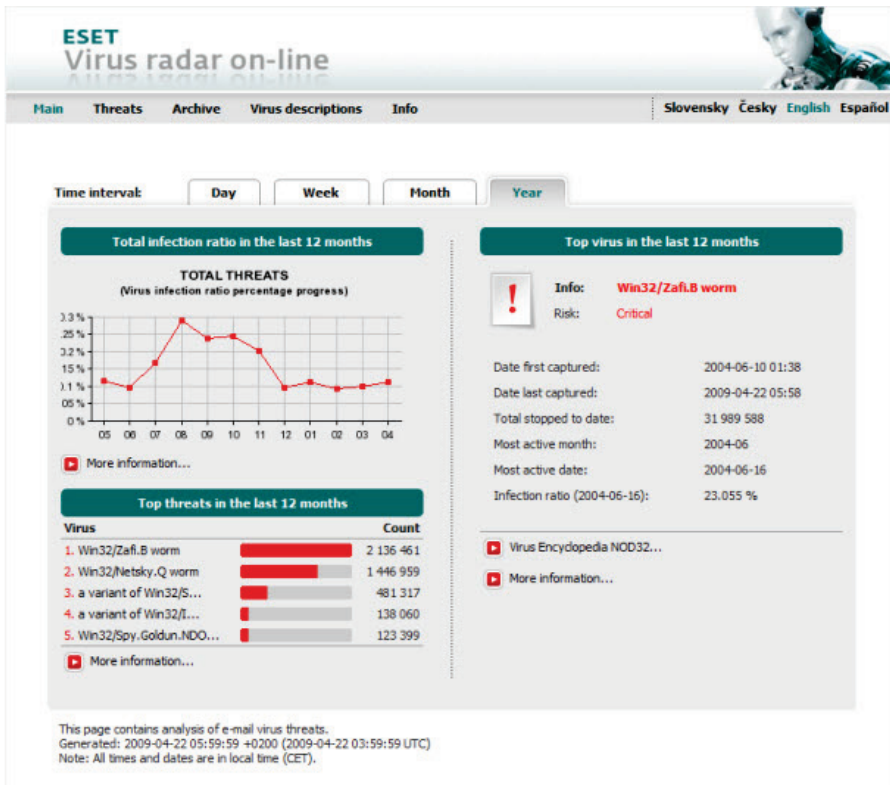 ESET
Virus radar on-line
Main Threats Archive Virus descriptions Info
Slovensky Česky English Español
Time interval: Day Week Month Year
Total infection ratio in the last 12 months
TOTAL THREATS
(Virus infection ratio percentage progress)
3.3 %
.25 %
3.2 %
.15 %
3.1 %
05 %
0 %
05 06 07 08 09 10 11 12 01 02 03 04
More information...
Top threats in the last 12 months
Virus Count
1. Win32/Zafi.B worm 2 136 461
2. Win32/Netsky.Q worm 1 446 959
3. a variant of Win32/S... 481 317
4. a variant of Win32/I... 138 060
5. Win32/Spy.Goldun.NDO... 123 399
More information...
Top virus in the last 12 months
Info: Win32/Zafi.B worm
Risk: Critical
Date first captured: 2004-06-10 01:38
Date last captured: 2009-04-22 05:58
Total stopped to date: 31 989 588
Most active month: 2004-06
Most active date: 2004-06-16
Infection ratio (2004-06-16): 23.055 %
Virus Encyclopedia NOD32...
More information...
This page contains analysis of e-mail virus threats.
Generated: 2009-04-22 05:59:59 +0200 (2009-04-22 03:59:59 UTC)
Note: All times and dates are in local time (CET).